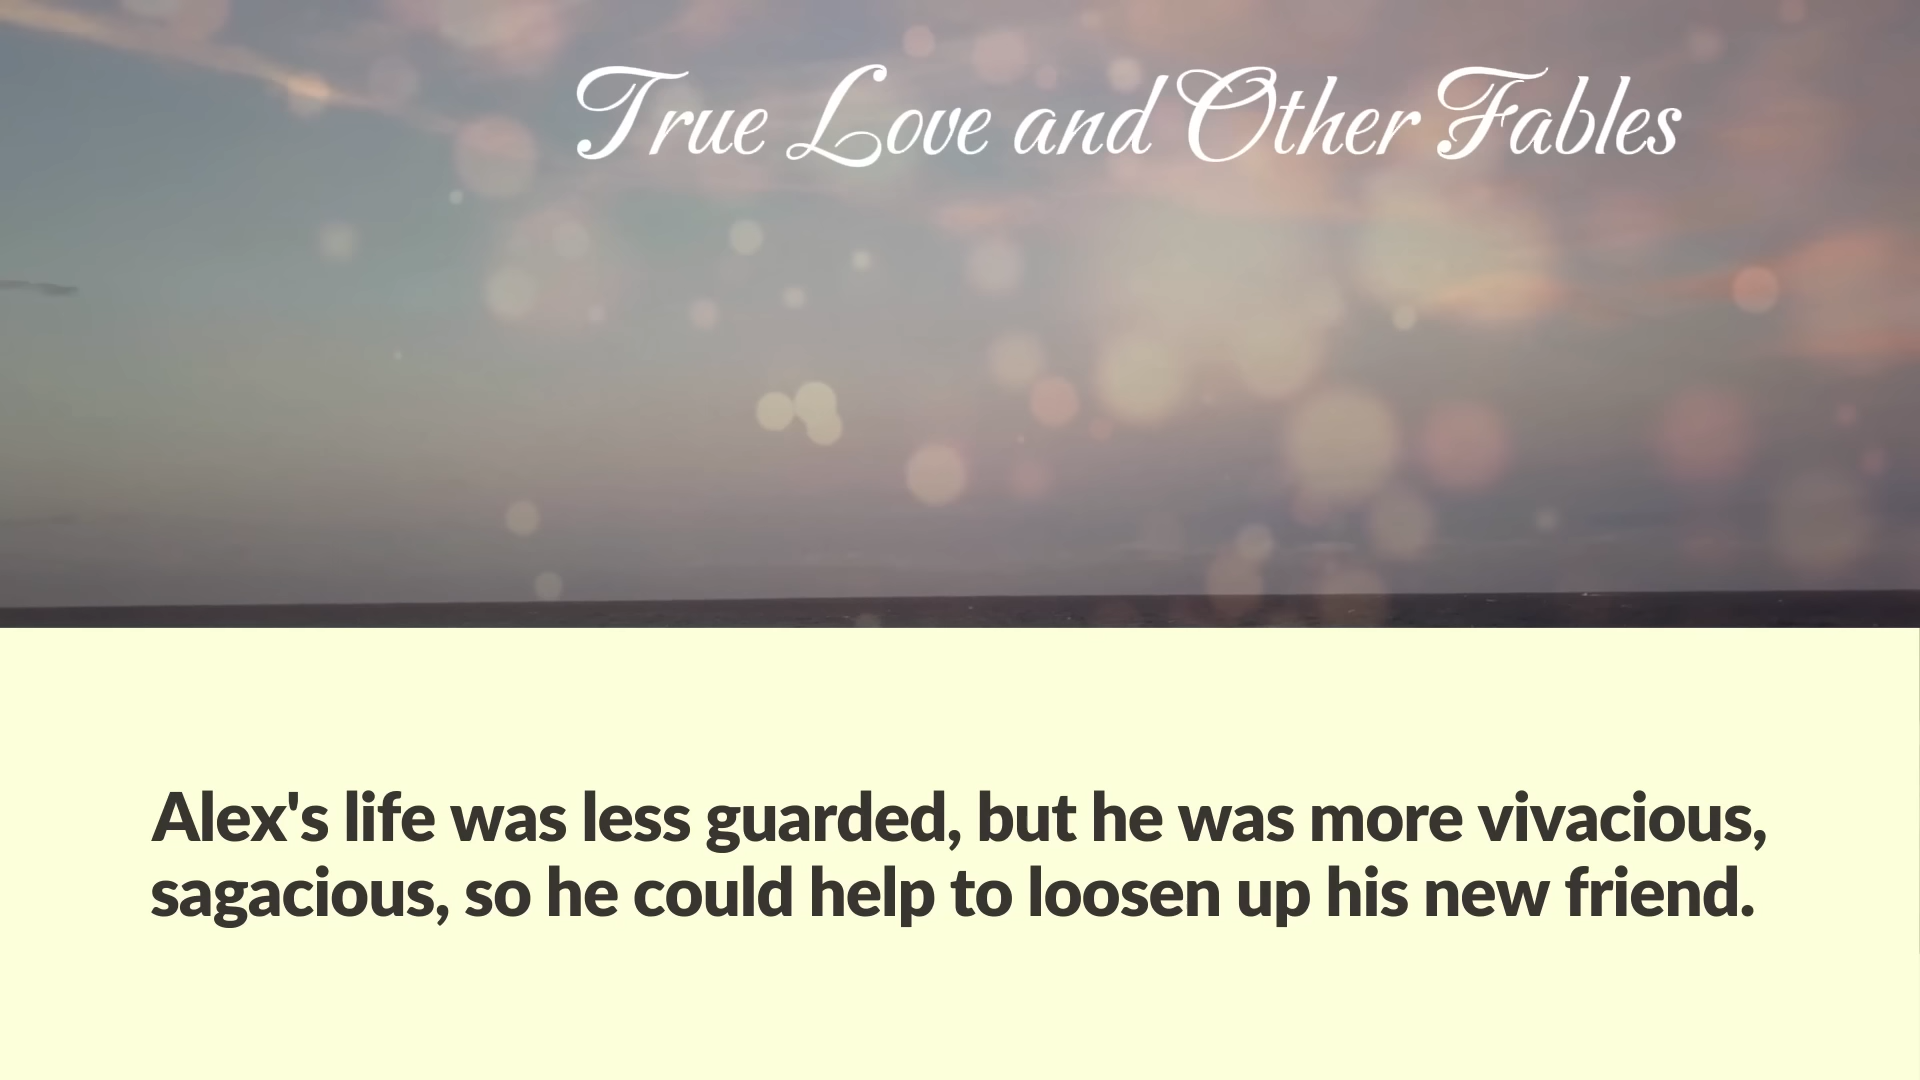 True Love and Other Fables
Alex's life was less guarded, but he was more vivacious,
sagacious, so he could help to loosen up his new friend.